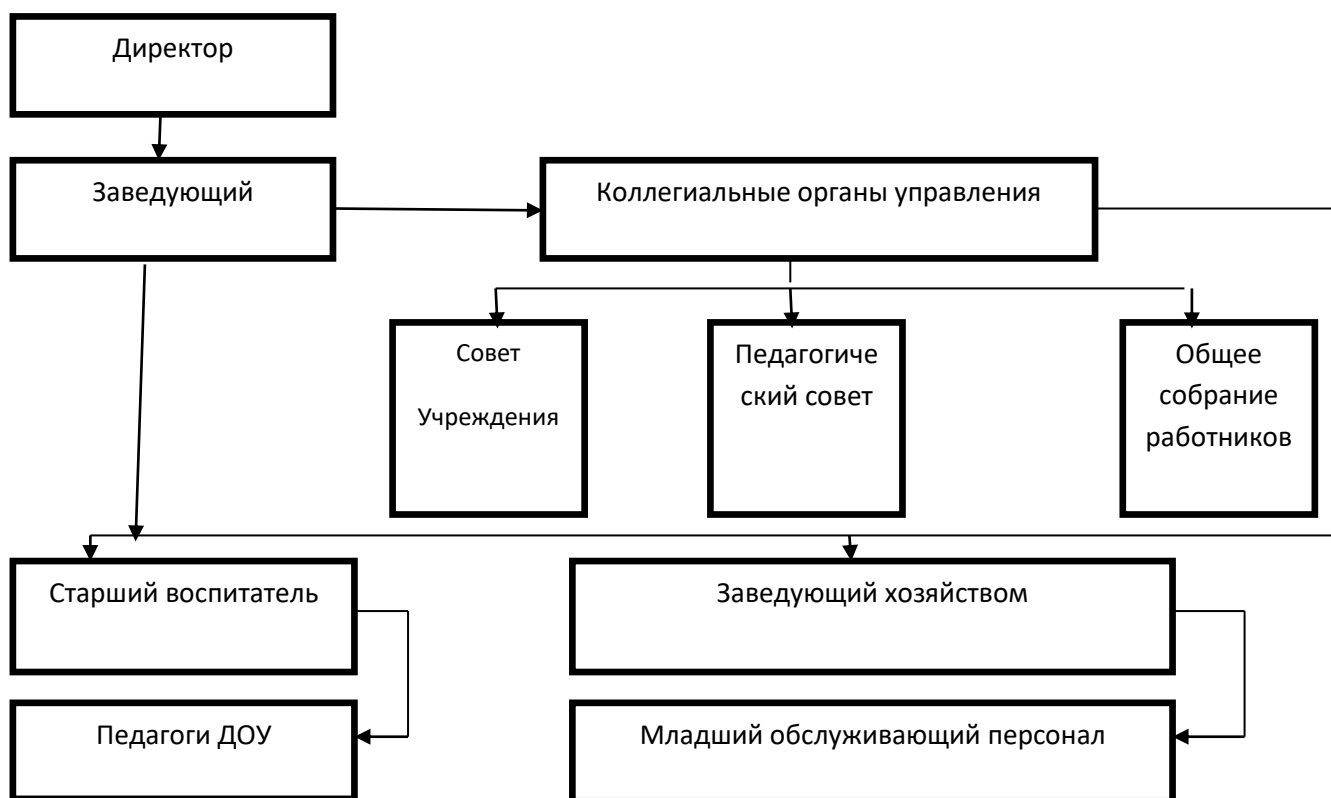 Директор
Заведующий
Коллегиальные органы управления
Совет
Учреждения
Педагогиче
ский совет
Общее
собрание
работников
Старший воспитатель
Заведующий хозяйством
Педагоги ДОУ
Младший обслуживающий персонал